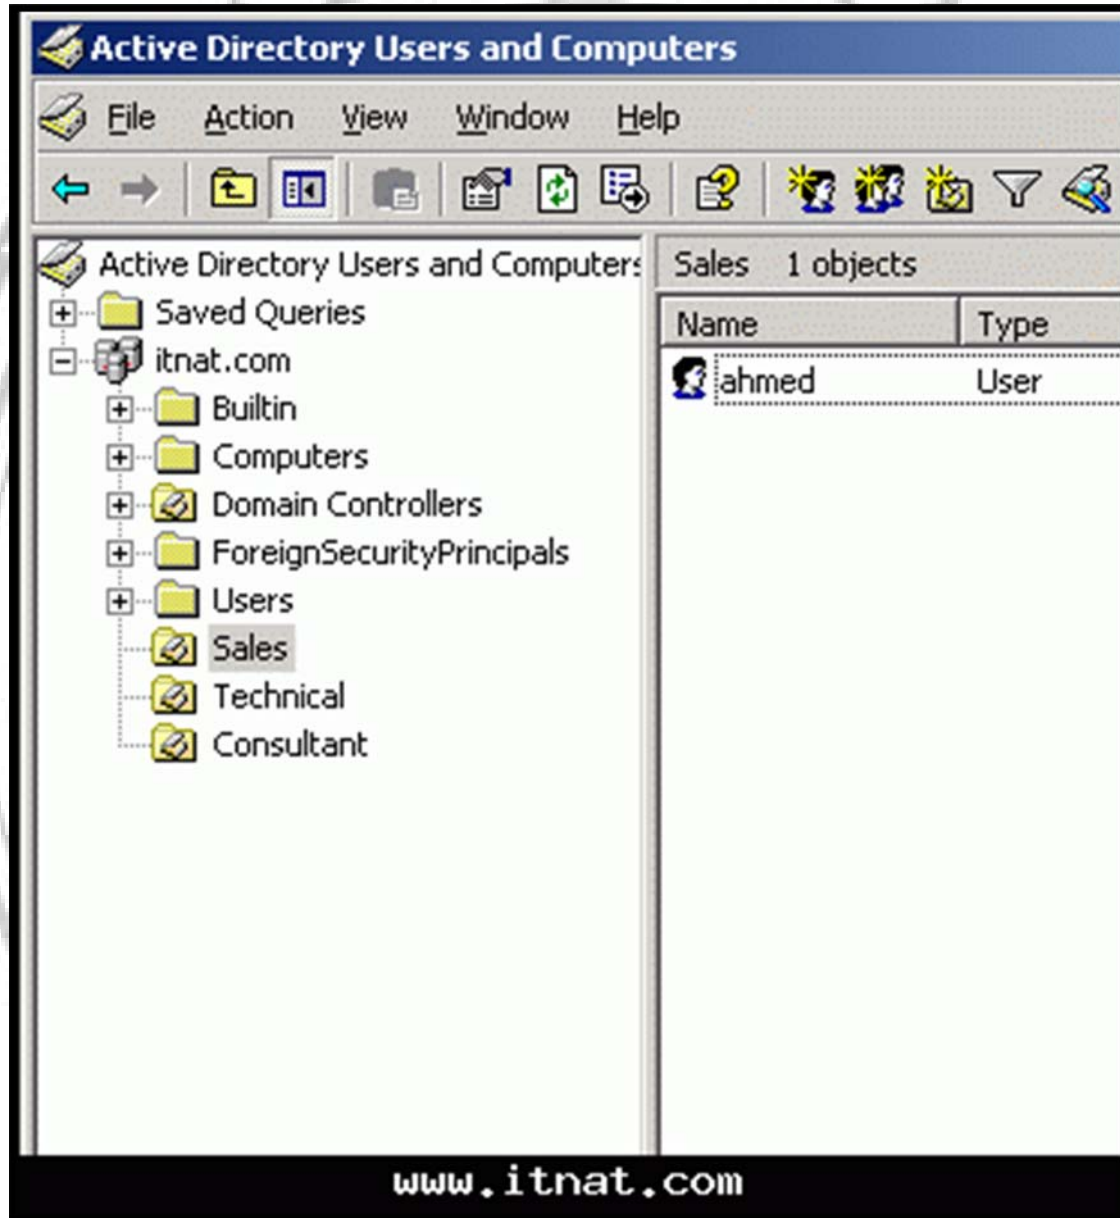 Active Directory Users and Computers
File Action View Window Help
Active Directory Users and Computers
Saved Queries
itnat.com
Builtin
Computers
Domain Controllers
ForeignSecurityPrincipals
Users
Sales
Technical
Consultant
Sales 1 objects
Name Type
ahmed User
www.itnat.com